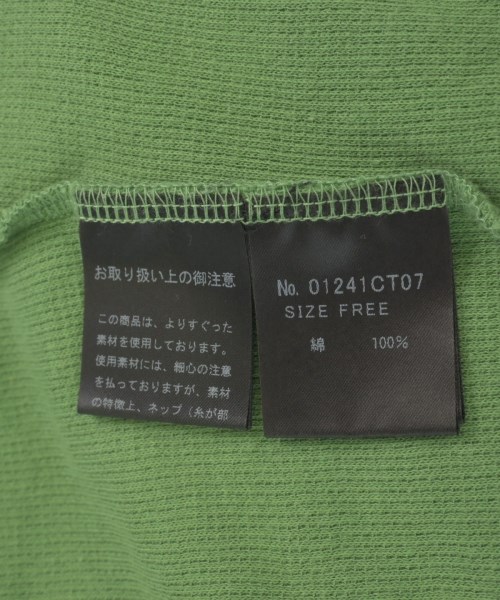 お取り扱い上の御注意
この商品は、よりすぐった
素材を使用しております。
使用素材には、細心の注意
を払っておりますが、素材
の特徴上、ネップ（糸が部
No. 01241CT07
SIZE FREE
綿 100%